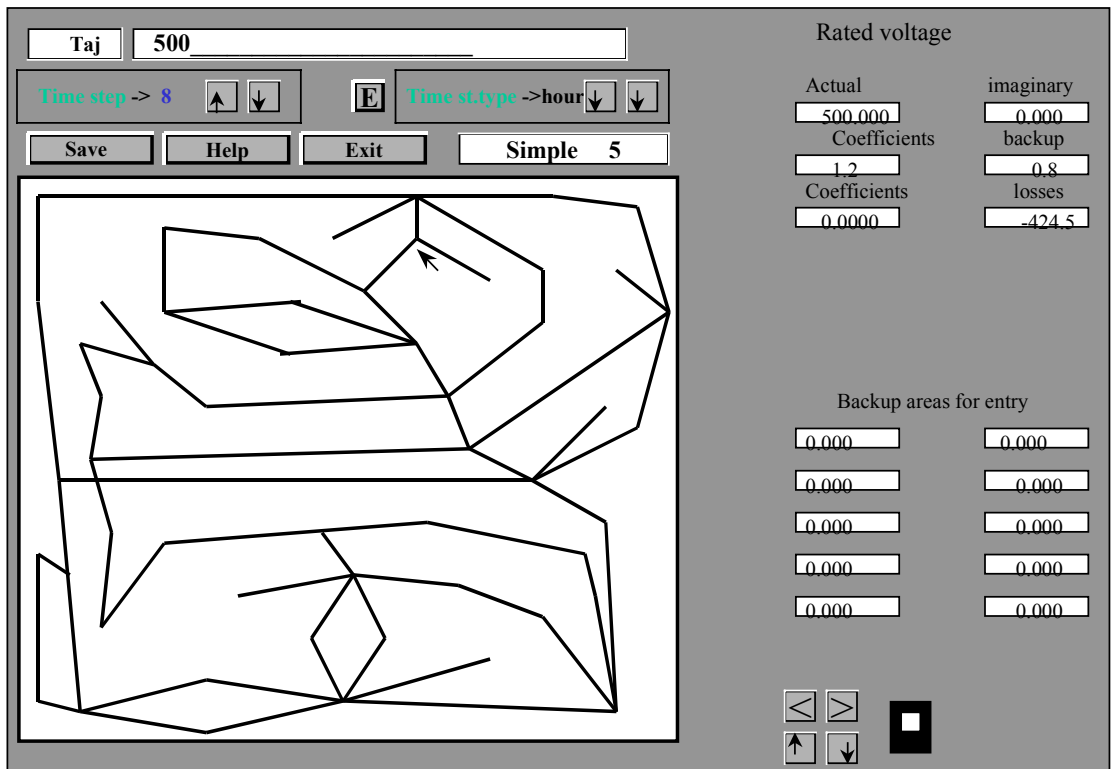 Taj 500_______________________
Time step -> 8 E Time st.type ->hour
Save Help Exit Simple 5
Rated voltage
Actual imaginary
500.000 0.000
Coefficients backup
1.2 0.8
Coefficients losses
0.0000 -424.5
Backup areas for entry
0.000 0.000
0.000 0.000
0.000 0.000
0.000 0.000
0.000 0.000
< >